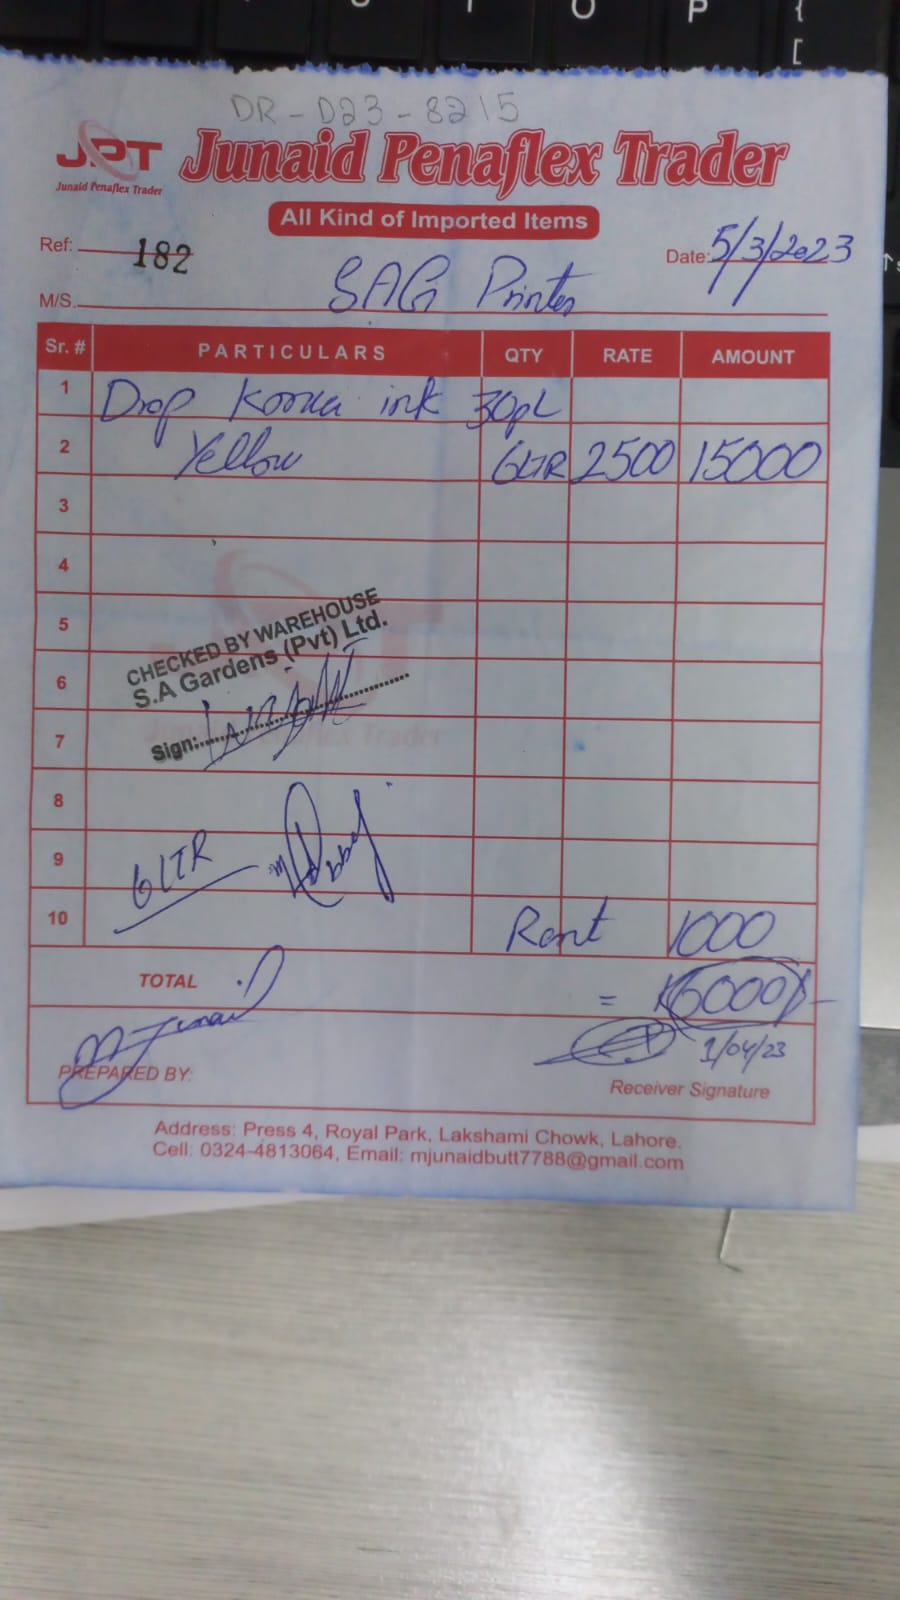 O P {
[
DR-D23-8215
JPT Junaid Penaflex Trader
Junaid Penaflex Trader
All Kind of Imported Items
Ref: 182
Date: 5/3/2023
M/S. SAG Printer
Sr. # PARTICULARS QTY RATE AMOUNT
1 Drop Korea ink 30pL
2 Yellow 6LTR 2500 15000
3
4
5
CHECKED BY WAREHOUSE
S.A Gardens (Pvt) Ltd.
6
Sign:
7
8
9 6LTR
10 Rent 1000
TOTAL = 16000/-
M Junaid
1/04/23
PREPARED BY:
Receiver Signature
Address: Press 4, Royal Park, Lakshami Chowk, Lahore.
Cell: 0324-4813064, Email: mjunaidbutt7788@gmail.com